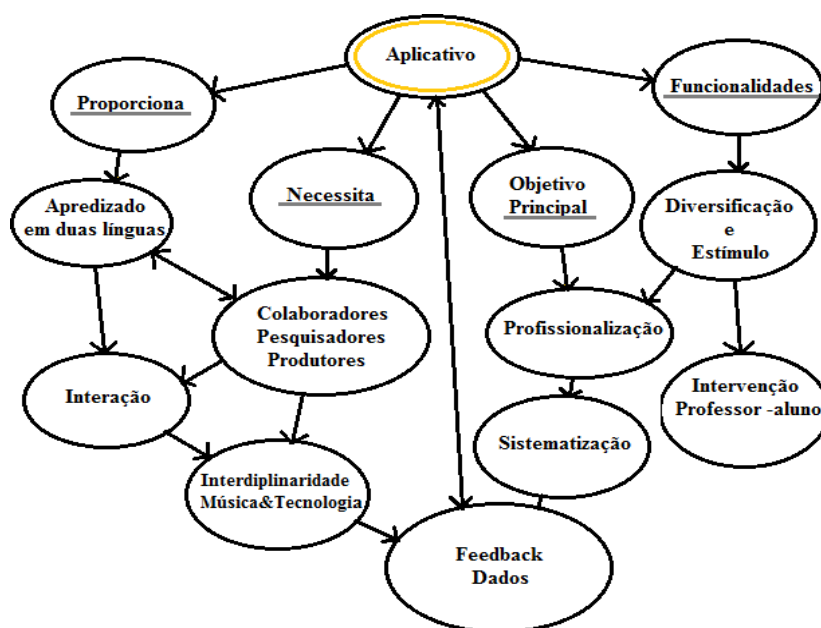 Aplicativo
Proporciona
Funcionalidades
Necessita
Objetivo
Principal
Apredizado
em duas línguas
Diversificação
e
Estímulo
Colaboradores
Pesquisadores
Produtores
Profissionalização
Interação
Intervenção
Professor -aluno
Sistematização
Interdiplinaridade
Música&Tecnologia
Feedback
Dados